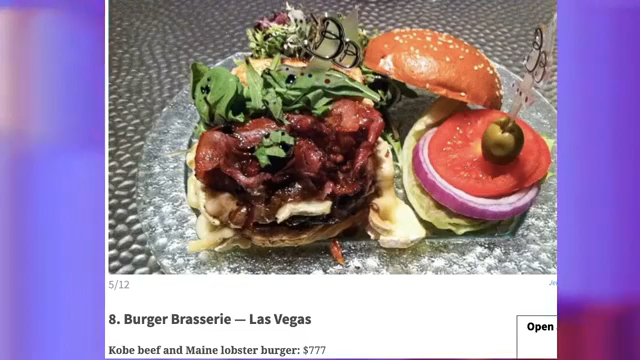 5/12
8. Burger Brasserie — Las Vegas
Open
Kobe beef and Maine lobster burger: $777